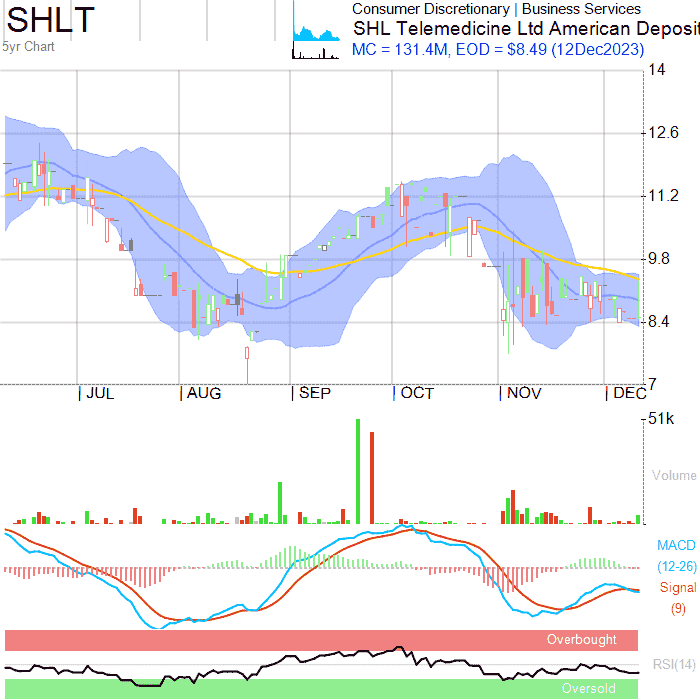 SHLT
Consumer Discretionary | Business Services
SHL Telemedicine Ltd American Deposit
5yr Chart
MC = 131.4M, EOD = $8.49 (12Dec2023)
14
12.6
11.2
9.8
8.4
7
JUL AUG SEP OCT NOV DEC
51k
Volume
MACD
(12-26)
Signal
(9)
Overbought
RSI(14)
Oversold